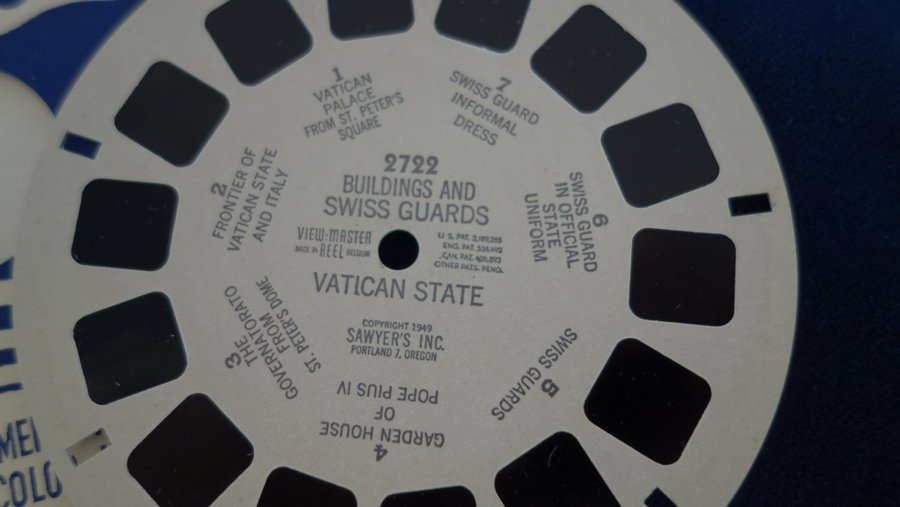 2722
BUILDINGS AND
SWISS GUARDS
VIEW-MASTER
MADE IN REEL BELGIUM
U.S. PAT. 2,189,285
ENG. PAT. 538,493
CAN. PAT. 406,893
OTHER PATS. PEND.
VATICAN STATE
COPYRIGHT 1949
SAWYER'S INC.
PORTLAND 7, OREGON
1
VATICAN
PALACE
FROM ST. PETER'S
SQUARE
2
FRONTIER OF
VATICAN STATE
AND ITALY
3
THE
GOVERNATORATO
FROM
ST. PETER'S DOME
4
GARDEN HOUSE
OF
POPE PIUS IV
5
SWISS GUARDS
6
SWISS GUARD
IN OFFICIAL
STATE
UNIFORM
7
SWISS GUARD
INFORMAL
DRESS
MEI
COLO